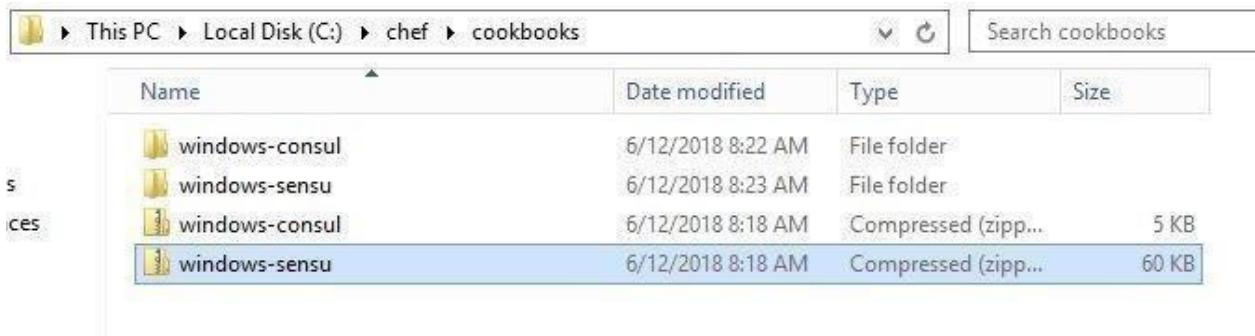 This PC Local Disk (C:) chef cookbooks Search cookbooks
Name Date modified Type Size
windows-consul 6/12/2018 8:22 AM File folder
s windows-sensu 6/12/2018 8:23 AM File folder
ces windows-consul 6/12/2018 8:18 AM Compressed (zipp... 5 KB
windows-sensu 6/12/2018 8:18 AM Compressed (zipp... 60 KB